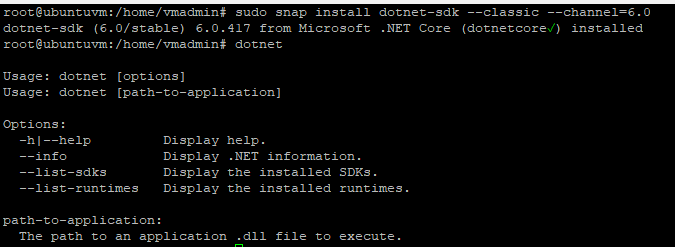 root@ubuntuvm:/home/vmadmin# sudo snap install dotnet-sdk --classic --channel=6.0
dotnet-sdk (6.0/stable) 6.0.417 from Microsoft .NET Core (dotnetcore✓) installed
root@ubuntuvm:/home/vmadmin# dotnet
Usage: dotnet [options]
Usage: dotnet [path-to-application]
Options:
-h|--help Display help.
--info Display .NET information.
--list-sdks Display the installed SDKs.
--list-runtimes Display the installed runtimes.
path-to-application:
The path to an application .dll file to execute.